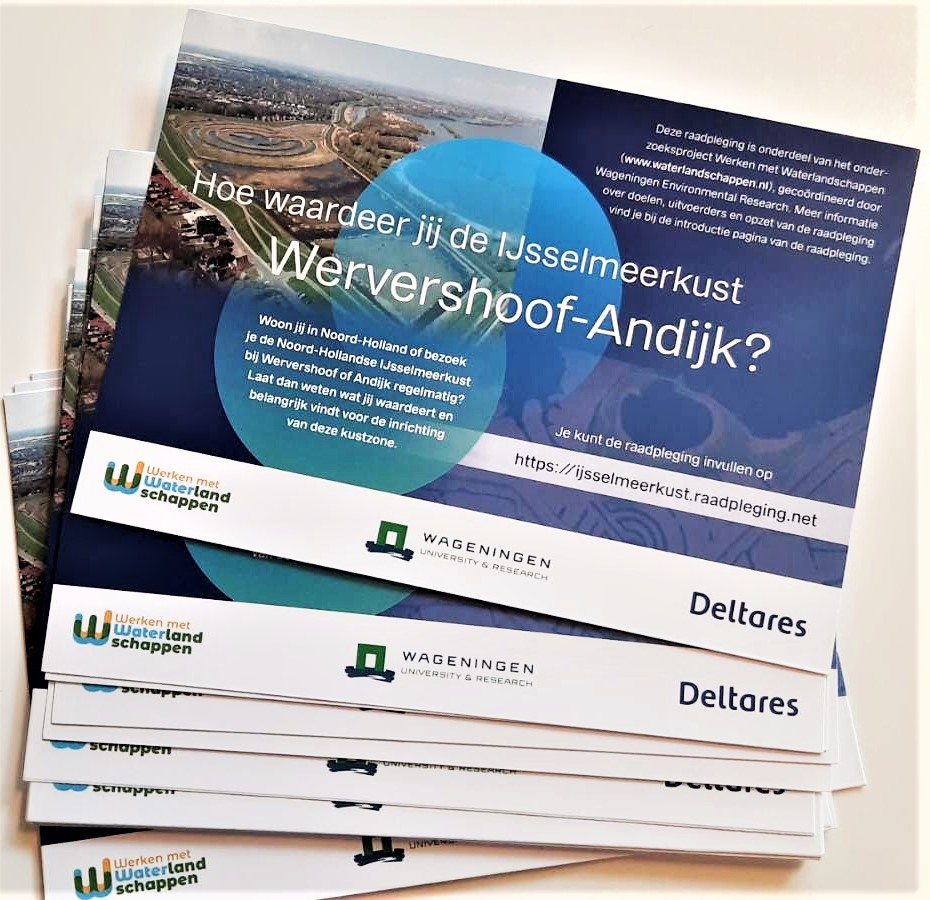 Deze raadpleging is onderdeel van het onder-
zoeksproject Werken met Waterlandschappen
(www.waterlandschappen.nl), gecoördineerd door
Wageningen Environmental Research. Meer informatie
over doelen, uitvoerders en opzet van de raadpleging
vind je bij de introductie pagina van de raadpleging.
Hoe waardeer jij de IJsselmeerkust
Wervershoof-Andijk?
Woon jij in Noord-Holland of bezoek
je de Noord-Hollandse IJsselmeerkust
bij Wervershoof of Andijk regelmatig?
Laat dan weten wat jij waardeert en
belangrijk vindt voor de inrichting
van deze kustzone.
Je kunt de raadpleging invullen op
https://ijsselmeerkust.raadpleging.net
Werken met
Waterland
schappen
WAGENINGEN
UNIVERSITY & RESEARCH
Deltares
Werken met
Waterland
schappen
WAGENINGEN
UNIVERSITY & RESEARCH
Deltares
schappen
schappen
UNIVERSITY & RESEARCH
Deltares
schappen
Werken met
Waterland
schappen